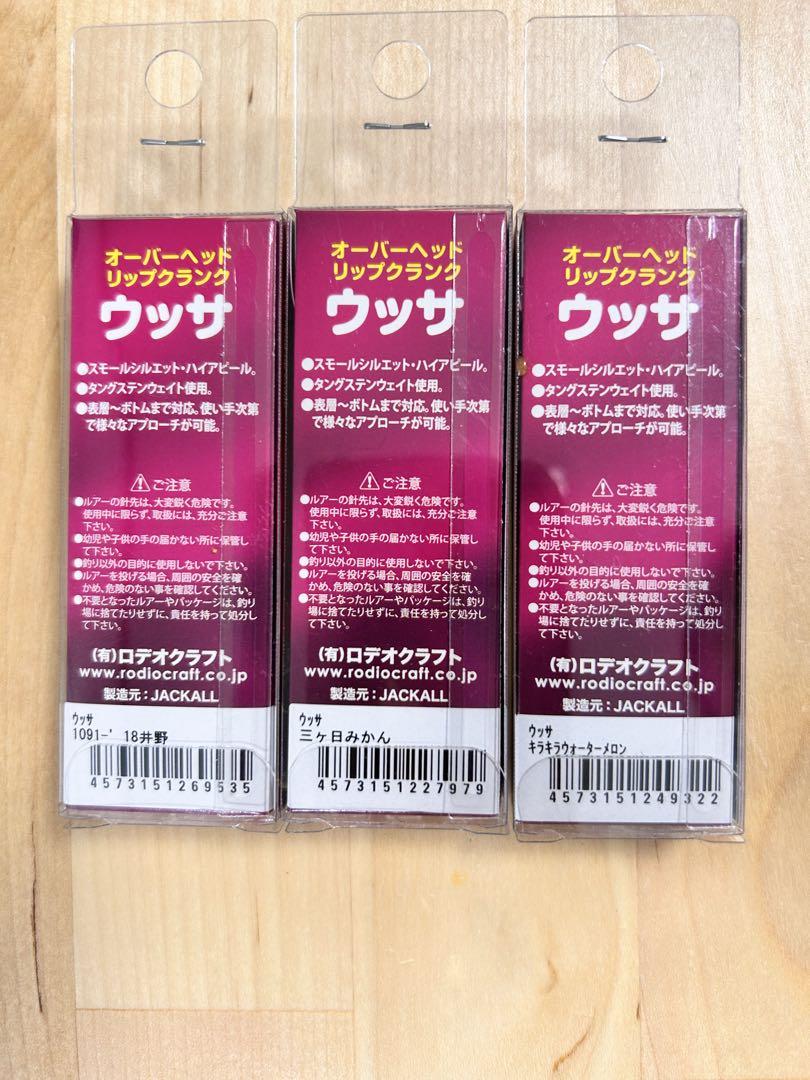 オーバーヘッド
リップクランク
ウッサ
●スモールシルエット・ハイアピール。
●タングステンウェイト使用。
●表層〜ボトムまで対応。使い手次第
で様々なアプローチが可能。
⚠ご注意
●ルアーの針先は、大変鋭く危険です。
使用中に限らず、取扱には、充分ご注意
下さい。
●幼児や子供の手の届かない所に保管し
て下さい。
●釣り以外の目的に使用しないで下さい。
●ルアーを投げる場合、周囲の安全を確
かめ、危険のない事を確認してください。
●不要となったルアーやパッケージは、釣り
場に捨てたりせずに、責任を持って処分し
て下さい。
(有)ロデオクラフト
www.rodiocraft.co.jp
製造元:JACKALL
ウッサ
1091-' 18井野
4573151269535
オーバーヘッド
リップクランク
ウッサ
●スモールシルエット・ハイアピール。
●タングステンウェイト使用。
●表層〜ボトムまで対応。使い手次第
で様々なアプローチが可能。
⚠ご注意
●ルアーの針先は、大変鋭く危険です。
使用中に限らず、取扱には、充分ご注意
下さい。
●幼児や子供の手の届かない所に保管し
て下さい。
●釣り以外の目的に使用しないで下さい。
●ルアーを投げる場合、周囲の安全を確
かめ、危険のない事を確認してください。
●不要となったルアーやパッケージは、釣り
場に捨てたりせずに、責任を持って処分し
て下さい。
(有)ロデオクラフト
www.rodiocraft.co.jp
製造元:JACKALL
ウッサ
三ヶ日みかん
4573151227979
オーバーヘッド
リップクランク
ウッサ
●スモールシルエット・ハイアピール。
●タングステンウェイト使用。
●表層〜ボトムまで対応。使い手次第
で様々なアプローチが可能。
⚠ご注意
●ルアーの針先は、大変鋭く危険です。
使用中に限らず、取扱には、充分ご注意
下さい。
●幼児や子供の手の届かない所に保管し
て下さい。
●釣り以外の目的に使用しないで下さい。
●ルアーを投げる場合、周囲の安全を確
かめ、危険のない事を確認してください。
●不要となったルアーやパッケージは、釣り
場に捨てたりせずに、責任を持って処分し
て下さい。
(有)ロデオクラフト
www.rodiocraft.co.jp
製造元:JACKALL
ウッサ
キラキラウォーターメロン
4573151249322